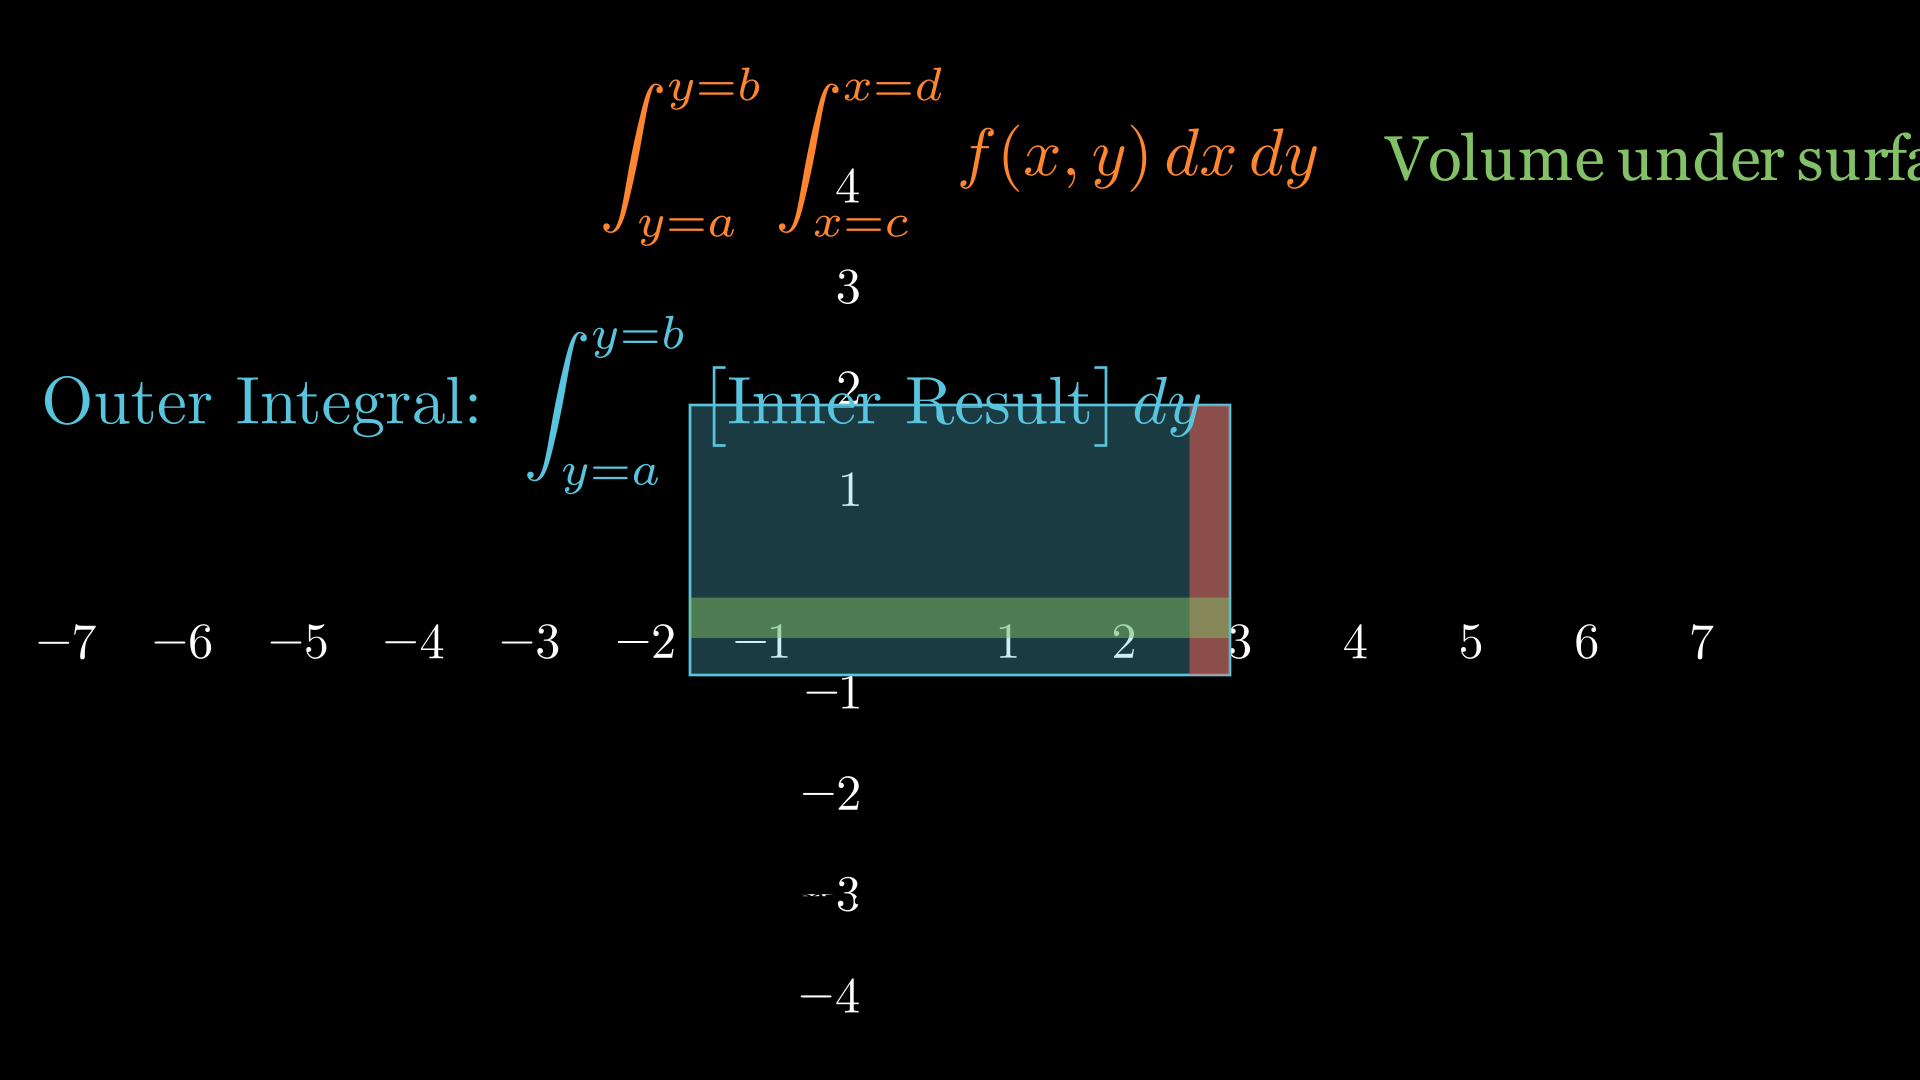 ∫_{y=a}^{y=b} ∫_{x=c}^{x=d} f(x, y) dx dy Volume under
4
3
Outer Integral: ∫_{y=a}^{y=b} [Inner Result] dy
2
1
−7 −6 −5 −4 −3 −2 −1 1 2 3 4 5 6 7
−1
−2
−3
−4